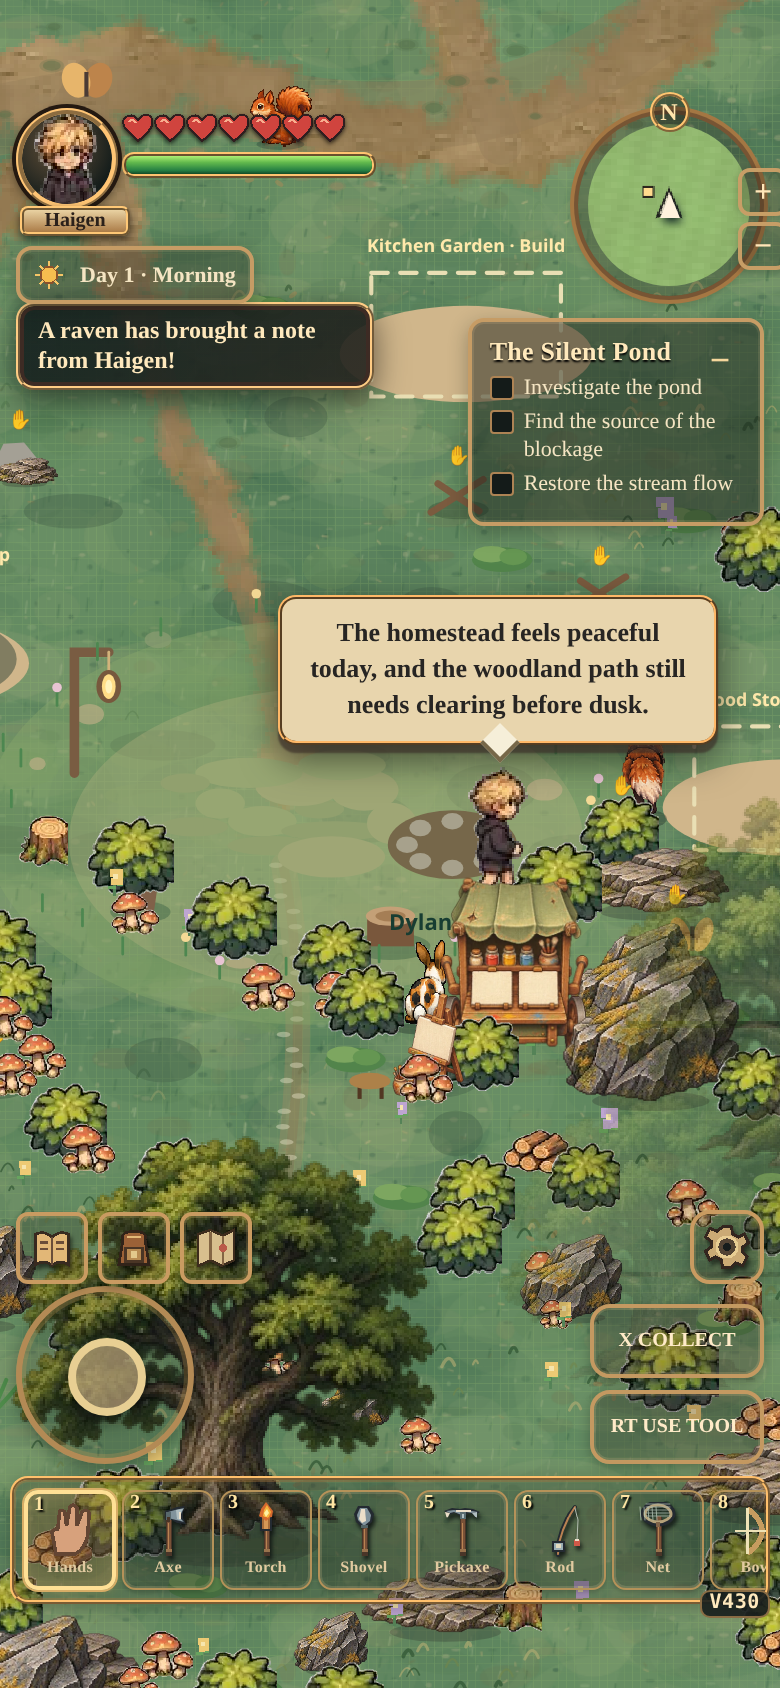 N
Haigen
+
−
Kitchen Garden · Build
Day 1 · Morning
A raven has brought a note
from Haigen!
The Silent Pond
Investigate the pond
Find the source of the
blockage
Restore the stream flow
p
The homestead feels peaceful
today, and the woodland path still
needs clearing before dusk.
ood Sto
Dylan
X COLLECT
RT USE TOOL
1 2 3 4 5 6 7 8
Hands Axe Torch Shovel Pickaxe Rod Net Bow
V430